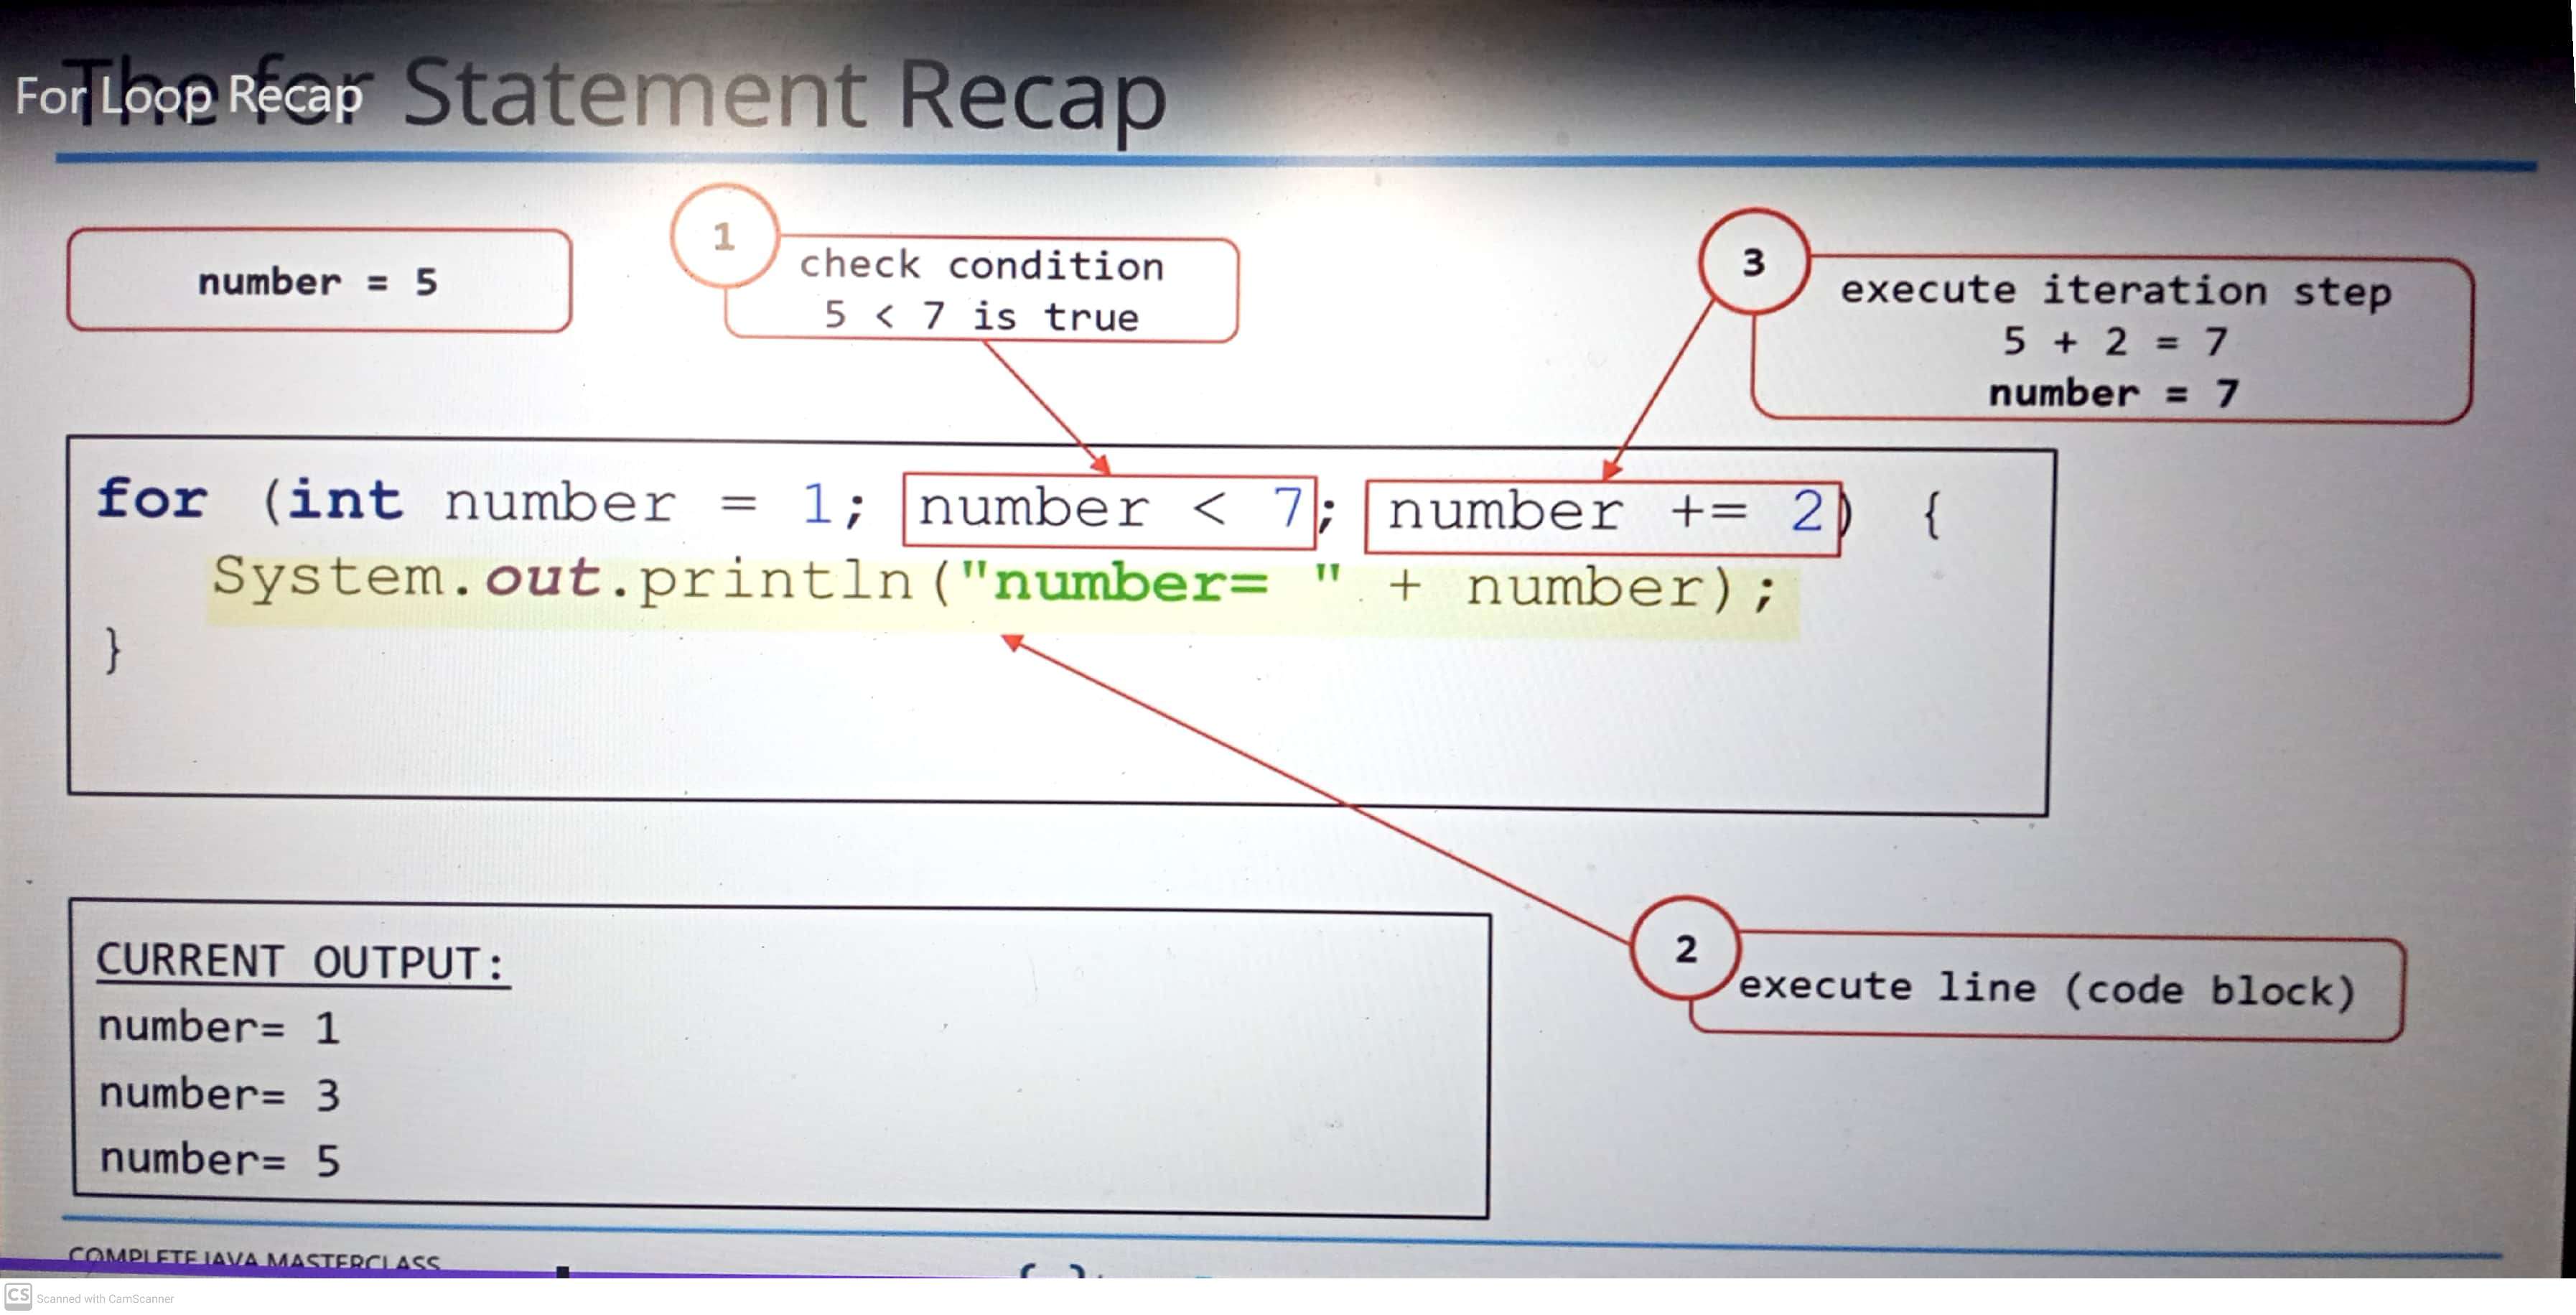 The for Statement Recap
For Loop Recap
number = 5
1
check condition
5 < 7 is true
3
execute iteration step
5 + 2 = 7
number = 7
for (int number = 1; number < 7; number += 2) {
System.out.println("number= " + number);
}
2
execute line (code block)
CURRENT OUTPUT:
number= 1
number= 3
number= 5
COMPLETE JAVA MASTERCLASS
CS Scanned with CamScanner